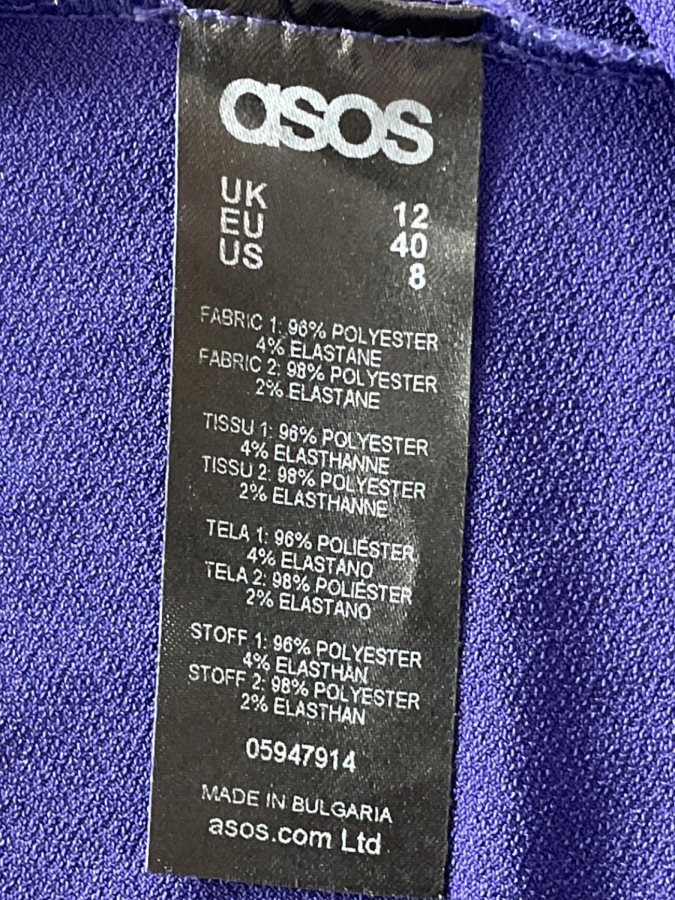 asos
UK 12
EU 40
US 8
FABRIC 1: 96% POLYESTER
4% ELASTANE
FABRIC 2: 98% POLYESTER
2% ELASTANE
TISSU 1: 96% POLYESTER
4% ELASTHANNE
TISSU 2: 98% POLYESTER
2% ELASTHANNE
TELA 1: 96% POLIÉSTER
4% ELASTANO
TELA 2: 98% POLIÉSTER
2% ELASTANO
STOFF 1: 96% POLYESTER
4% ELASTHAN
STOFF 2: 98% POLYESTER
2% ELASTHAN
05947914
MADE IN BULGARIA
asos.com Ltd